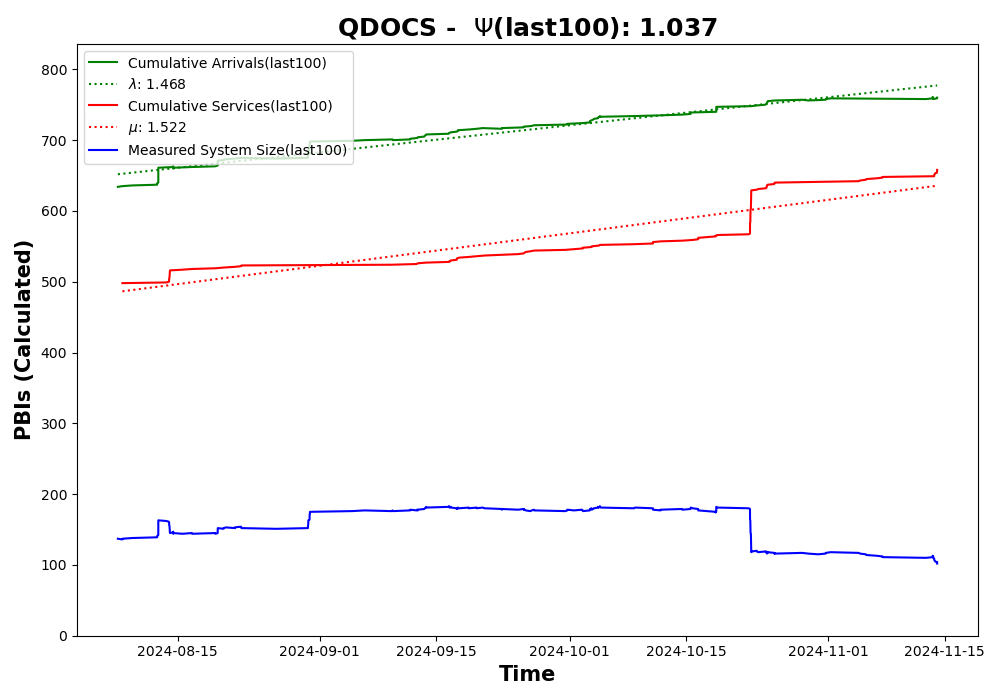 QDOCS - Ψ(last100): 1.037
Cumulative Arrivals(last100)
λ: 1.468
Cumulative Services(last100)
μ: 1.522
Measured System Size(last100)
PBIs (Calculated)
800
700
600
500
400
300
200
100
0
2024-08-15 2024-09-01 2024-09-15 2024-10-01 2024-10-15 2024-11-01 2024-11-15
Time